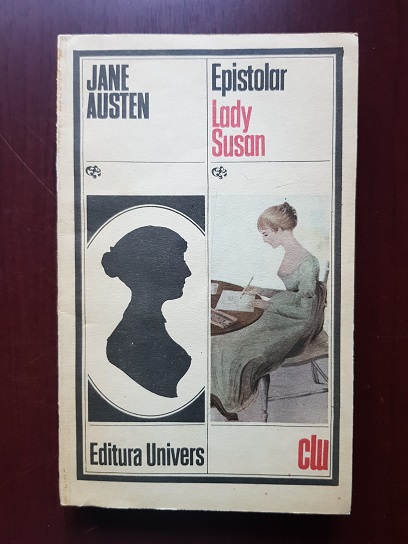 JANE
AUSTEN
Epistolar
Lady
Susan
Editura Univers
clu